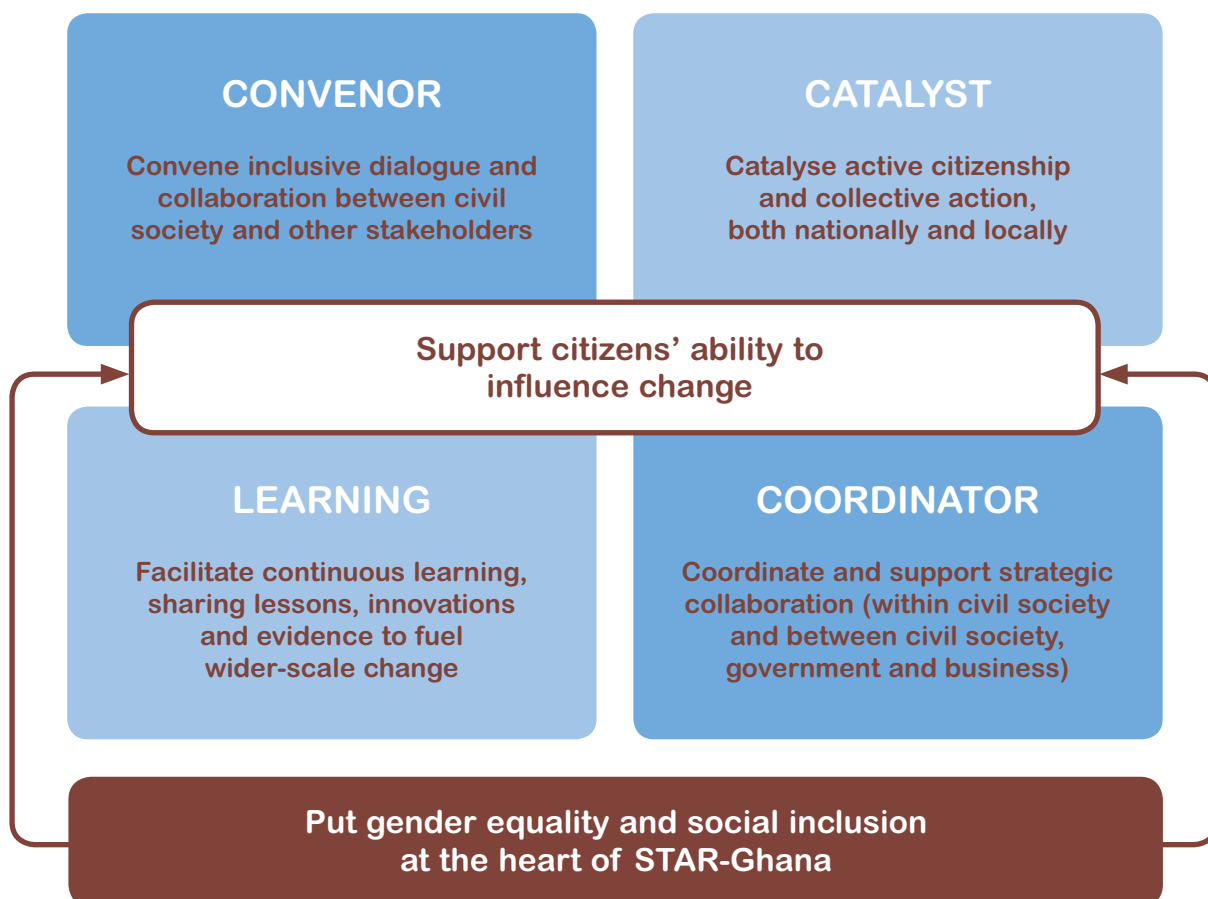 CONVENOR
Convene inclusive dialogue and
collaboration between civil
society and other stakeholders
CATALYST
Catalyse active citizenship
and collective action,
both nationally and locally
Support citizens’ ability to
influence change
LEARNING
Facilitate continuous learning,
sharing lessons, innovations
and evidence to fuel
wider-scale change
COORDINATOR
Coordinate and support strategic
collaboration (within civil society
and between civil society,
government and business)
Put gender equality and social inclusion
at the heart of STAR-Ghana